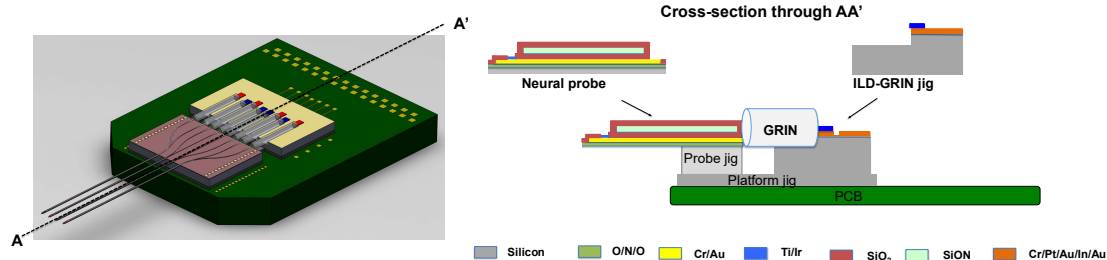 Cross-section through AA’
A’
Neural probe
ILD-GRIN jig
GRIN
Probe jig
Platform jig
PCB
A
Silicon
O/N/O
Cr/Au
Ti/Ir
SiO₂
SiON
Cr/Pt/Au/In/Au